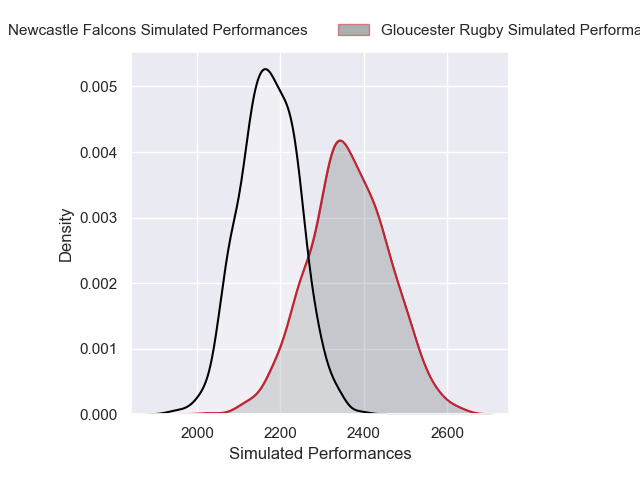 Newcastle Falcons Simulated Performances
Gloucester Rugby Simulated Performa
0.005
0.004
0.003
0.002
0.001
0.000
Density
2000
2200
2400
2600
Simulated Performances